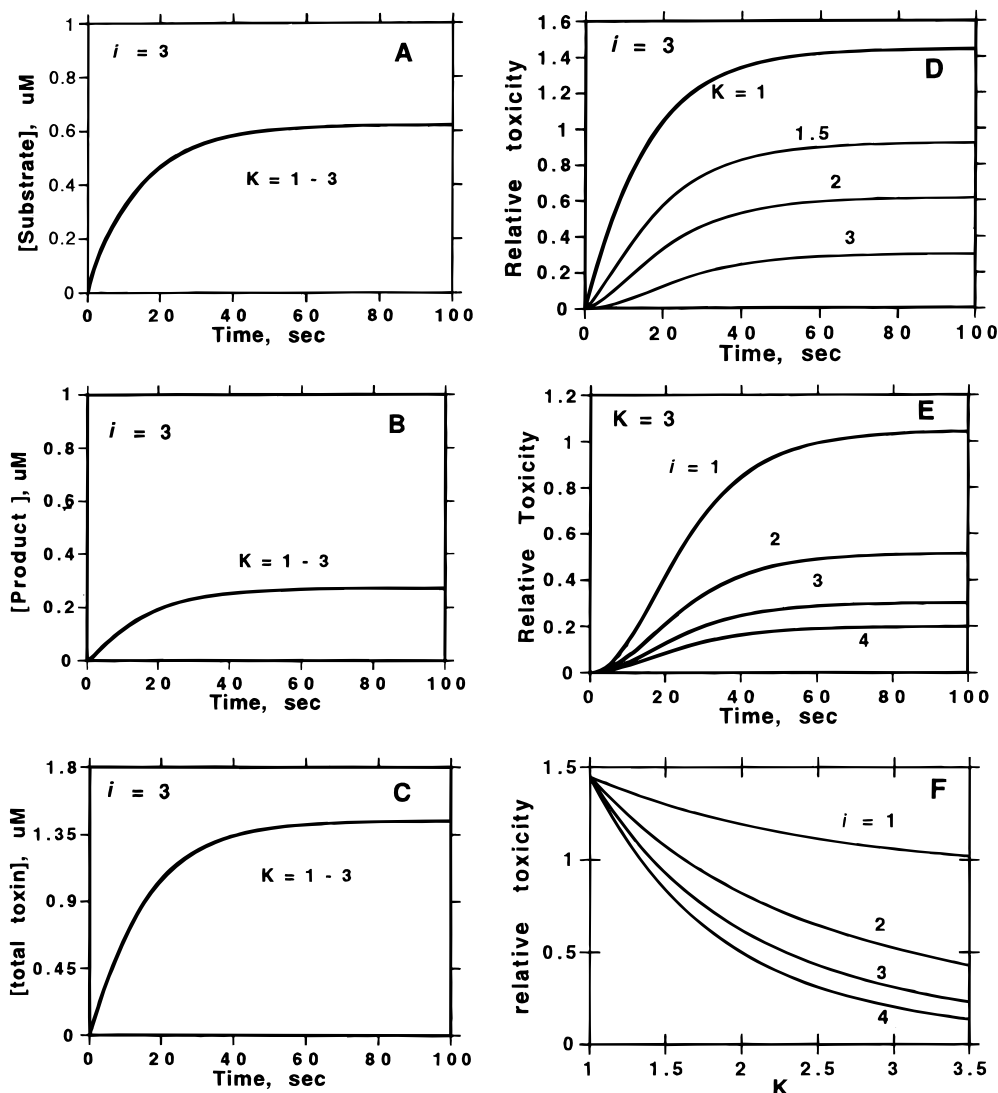 A
i = 3
K = 1 - 3
[Substrate], uM
1
0.8
0.6
0.4
0.2
0
0 20 40 60 80 100
Time, sec
B
i = 3
K = 1 - 3
[Product ], uM
1
0.8
0.6
0.4
0.2
0
0 20 40 60 80 100
Time, sec
C
i = 3
K = 1 - 3
[total toxin], uM
1.8
1.35
0.9
0.45
0
0 20 40 60 80 100
Time, sec
D
i = 3
K = 1
1.5
2
3
Relative toxicity
1.6
1.4
1.2
1
0.8
0.6
0.4
0.2
0
0 20 40 60 80 100
Time, sec
E
K = 3
i = 1
2
3
4
Relative Toxicity
1.2
1
0.8
0.6
0.4
0.2
0
0 20 40 60 80 100
Time, sec
F
i = 1
2
3
4
relative toxicity
1.5
1
0.5
0
1 1.5 2 2.5 3 3.5
K